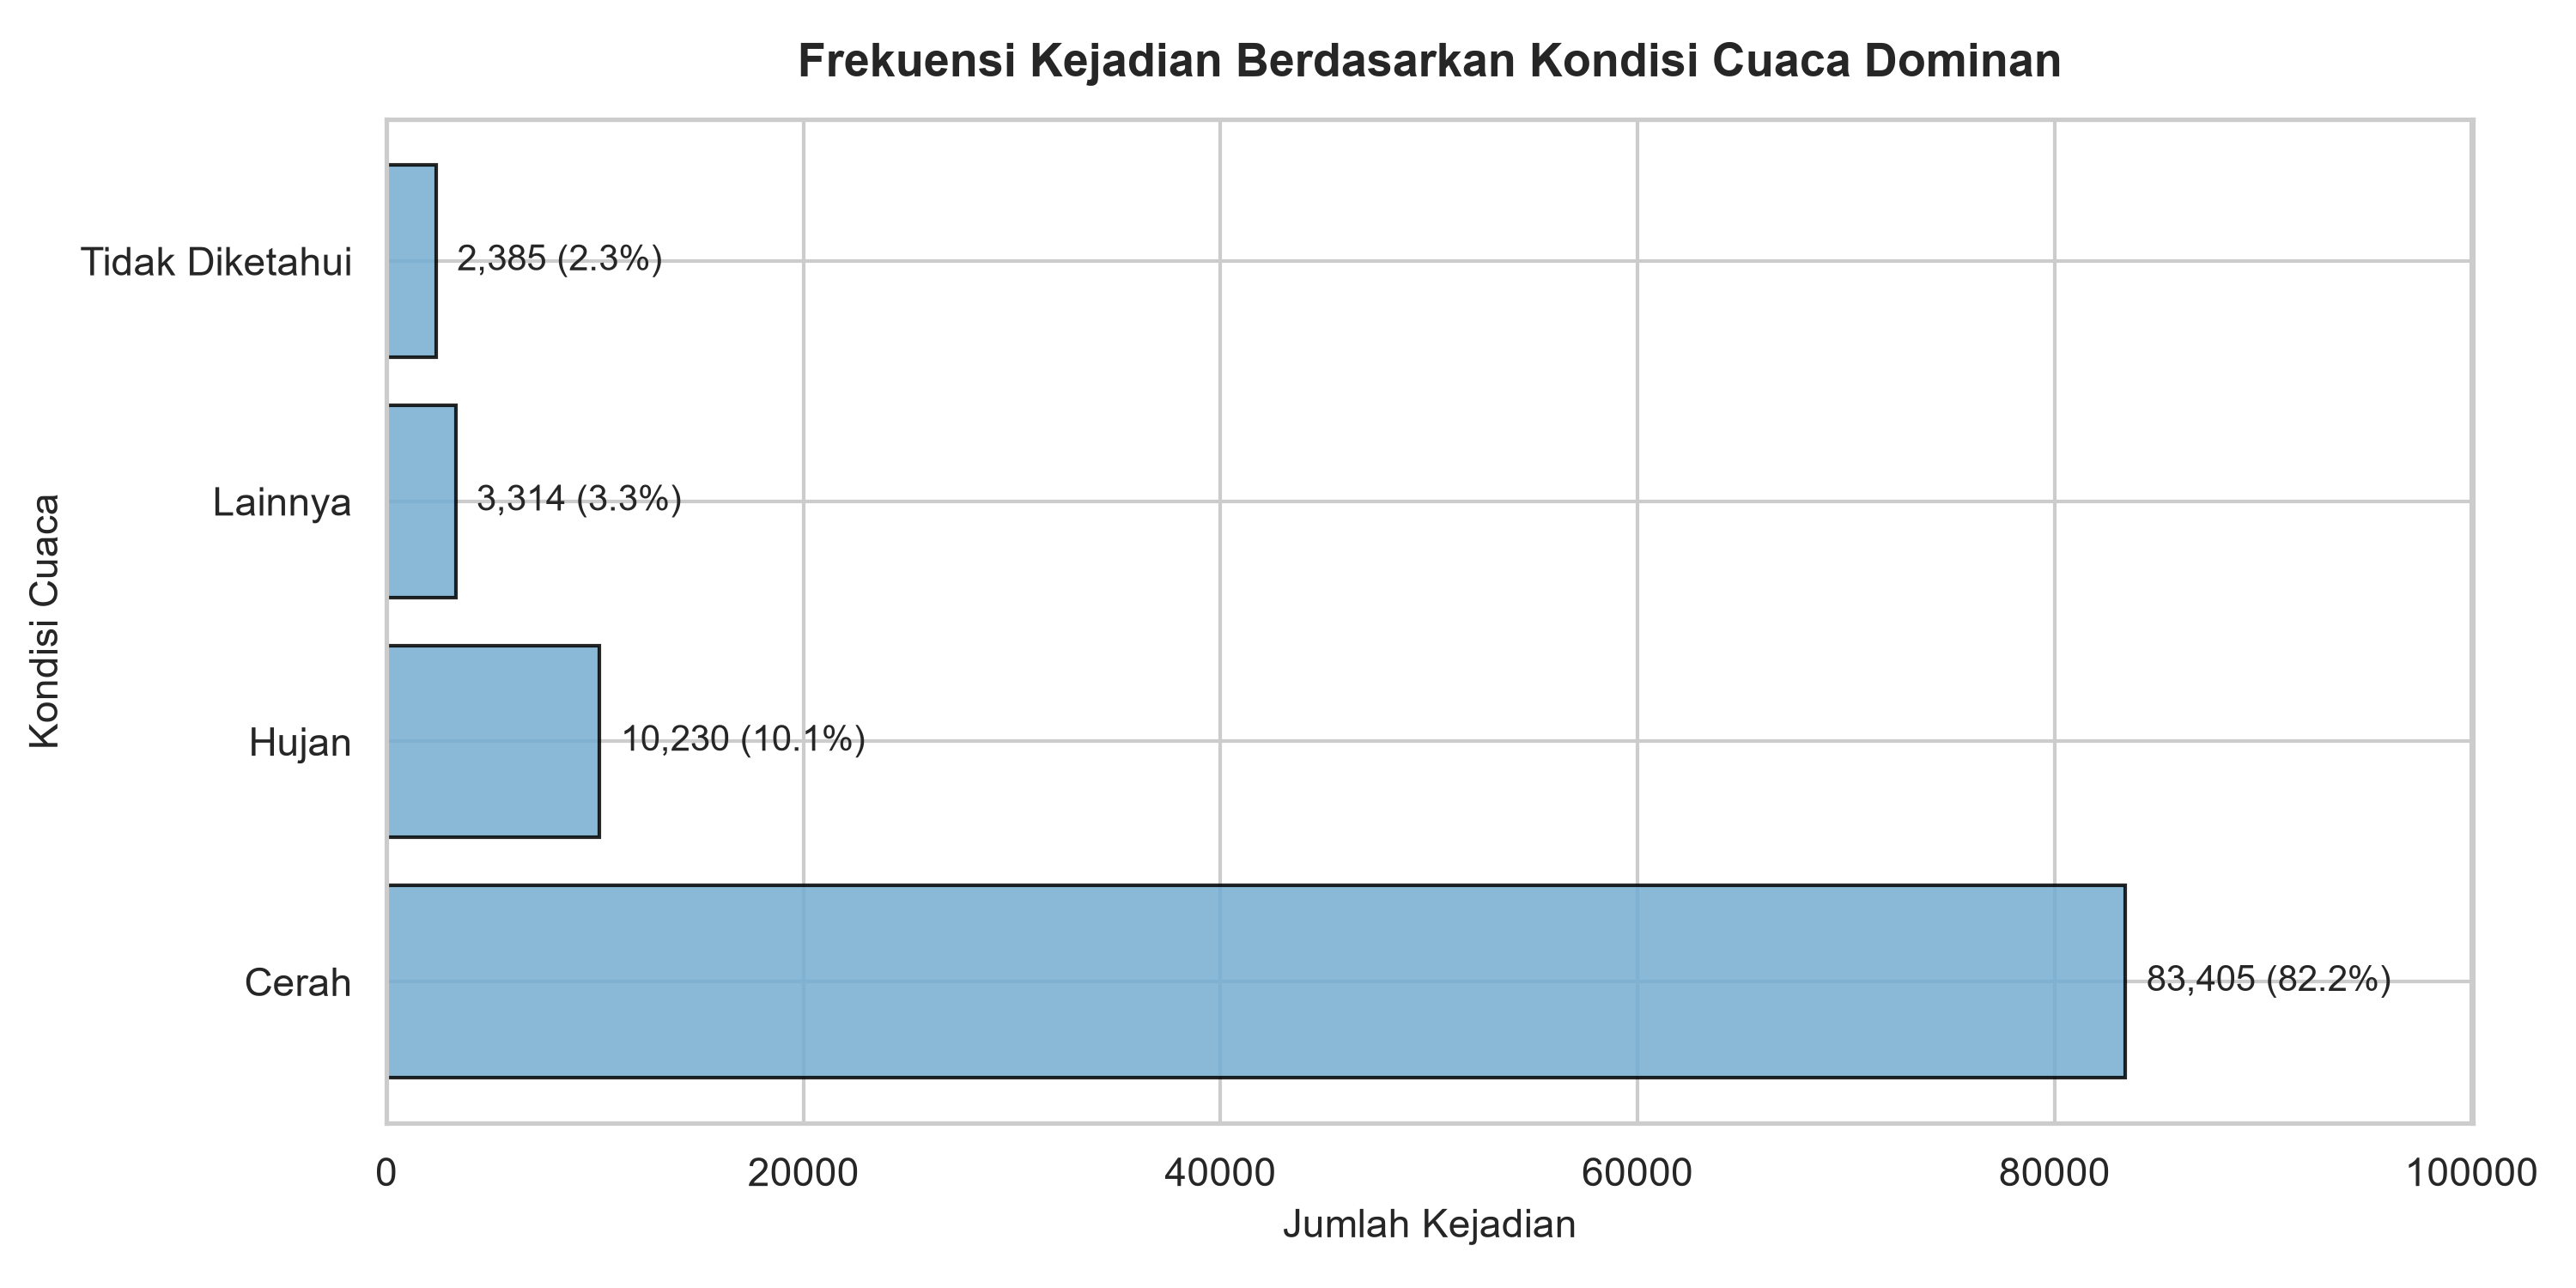 Frekuensi Kejadian Berdasarkan Kondisi Cuaca Dominan
Kondisi Cuaca
Tidak Diketahui
2,385 (2.3%)
Lainnya
3,314 (3.3%)
Hujan
10,230 (10.1%)
Cerah
83,405 (82.2%)
0 20000 40000 60000 80000 100000
Jumlah Kejadian